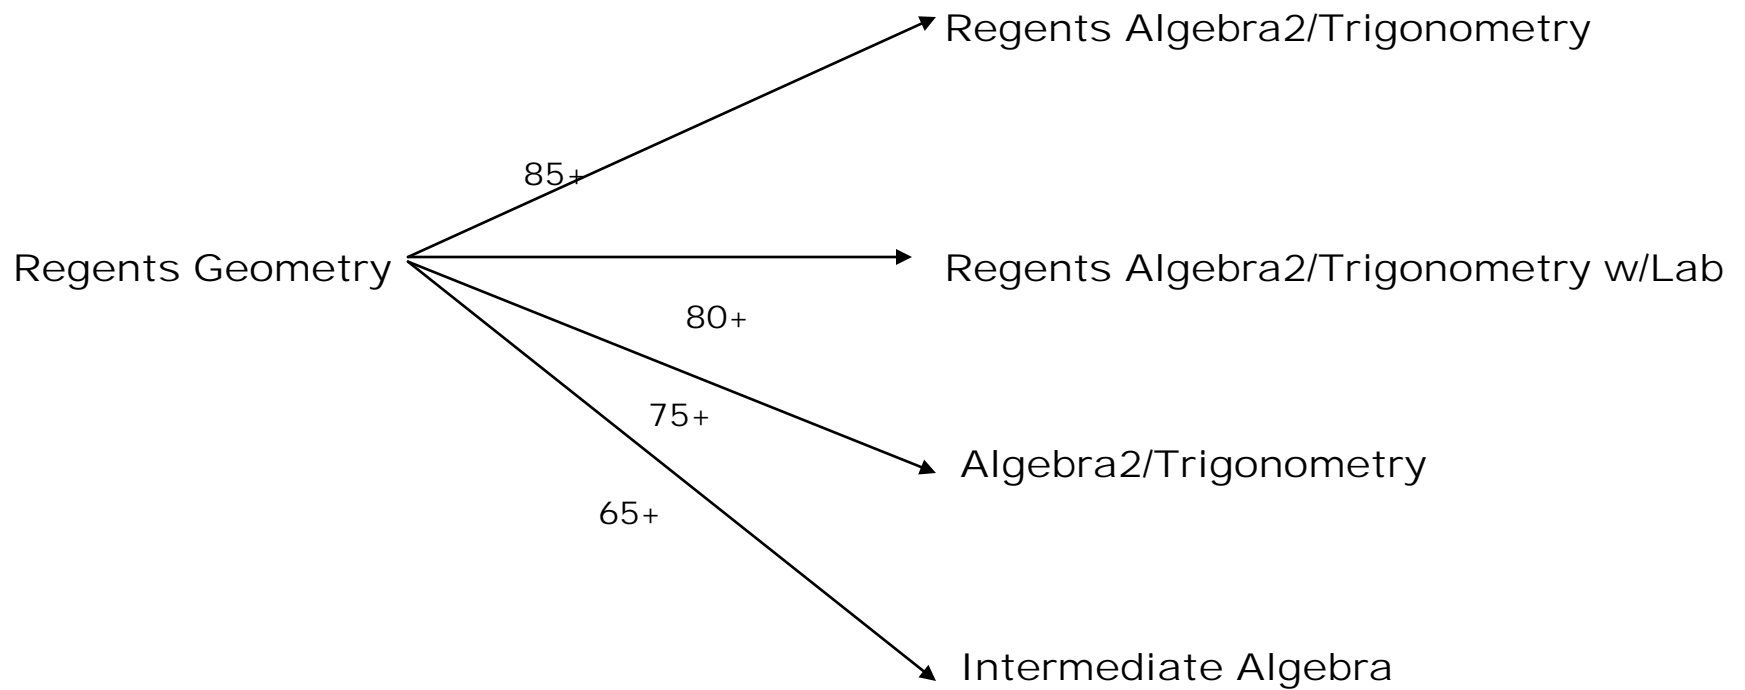 Regents Algebra2/Trigonometry
85+
Regents Geometry
Regents Algebra2/Trigonometry w/Lab
80+
75+
Algebra2/Trigonometry
65+
Intermediate Algebra